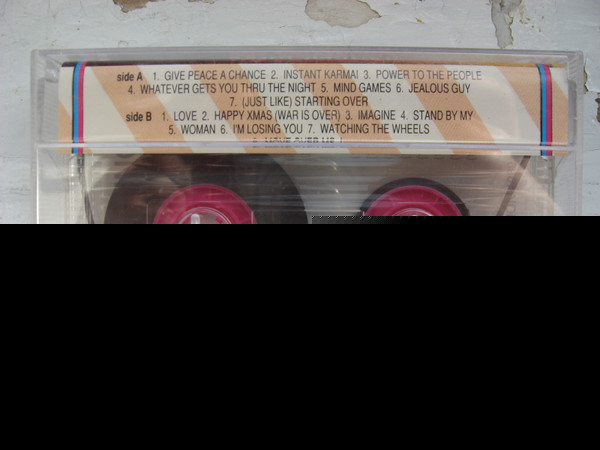 side A 1. GIVE PEACE A CHANCE 2. INSTANT KARMA! 3. POWER TO THE PEOPLE
4. WHATEVER GETS YOU THRU THE NIGHT 5. MIND GAMES 6. JEALOUS GUY
7. (JUST LIKE) STARTING OVER
side B 1. LOVE 2. HAPPY XMAS (WAR IS OVER) 3. IMAGINE 4. STAND BY MY
5. WOMAN 6. I'M LOSING YOU 7. WATCHING THE WHEELS